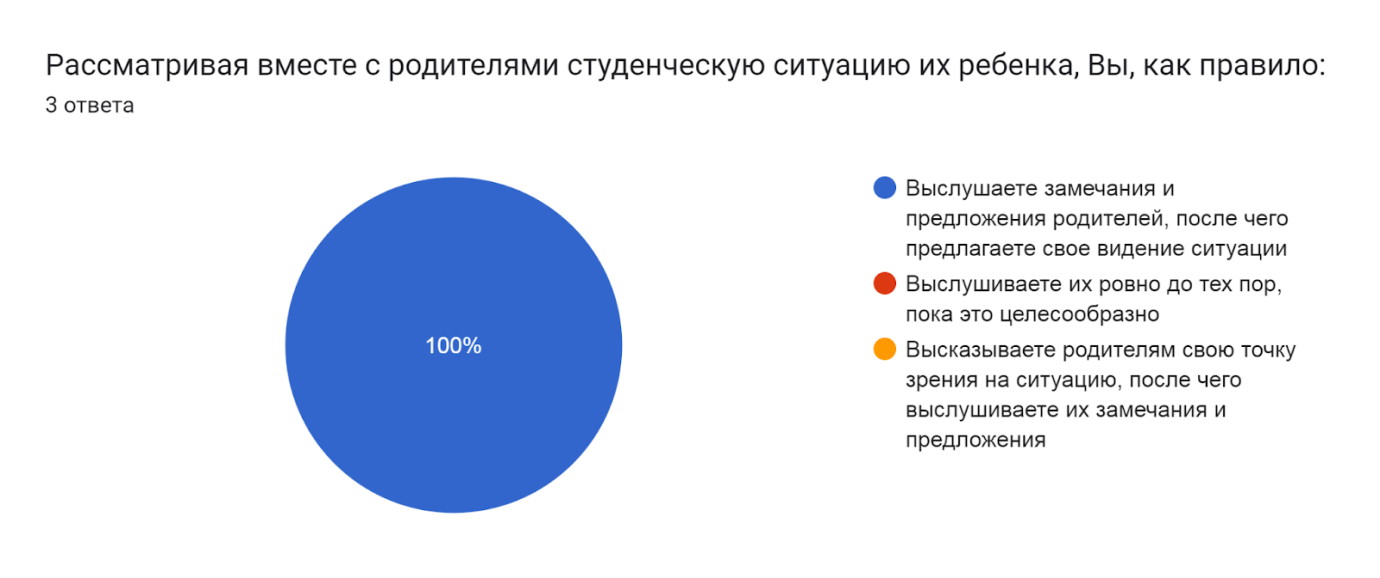 Рассматривая вместе с родителями студенческую ситуацию их ребенка, Вы, как правило:
3 ответа
100%
Выслушаете замечания и
предложения родителей, после чего
предлагаете свое видение ситуации
Выслушиваете их ровно до тех пор,
пока это целесообразно
Высказываете родителям свою точку
зрения на ситуацию, после чего
выслушиваете их замечания и
предложения